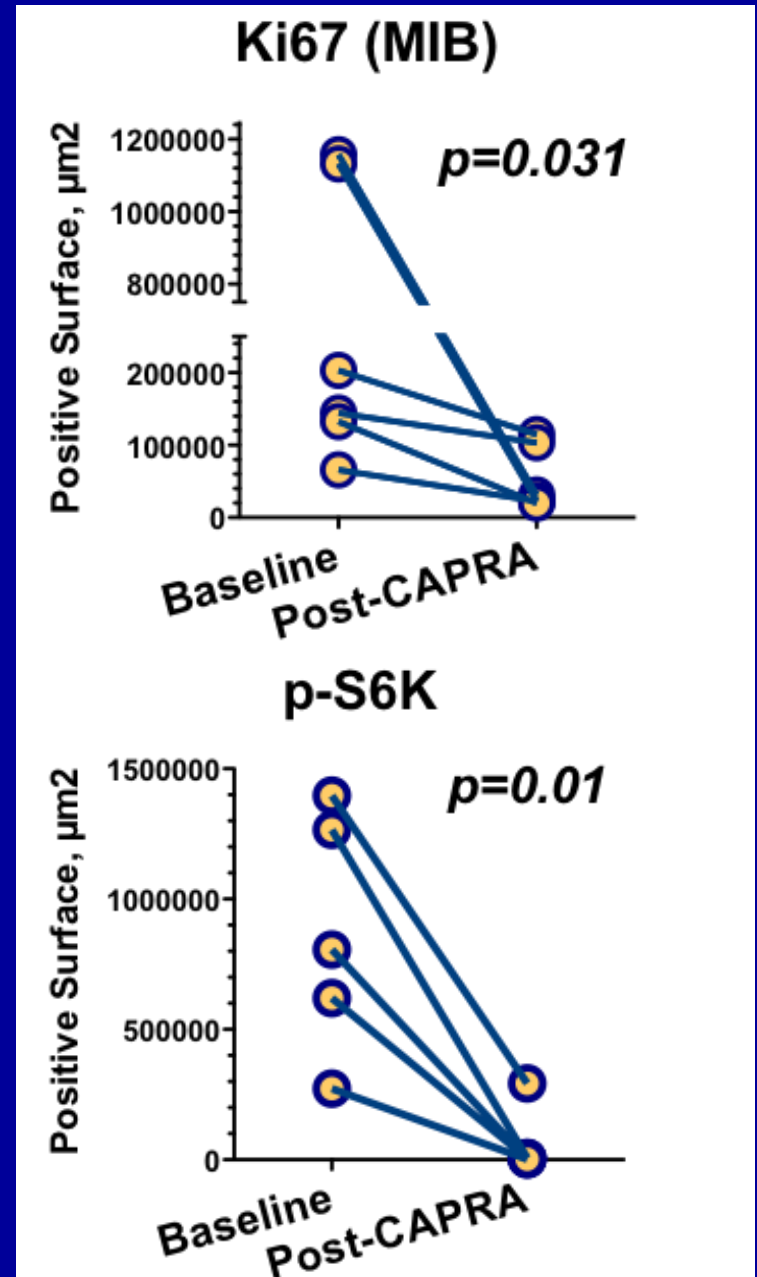 Ki67 (MIB)
p=0.031
Positive Surface, µm2
1200000
1000000
800000
200000
100000
0
Baseline
Post-CAPRA
p-S6K
p=0.01
Positive Surface, µm2
1500000
1000000
500000
0
Baseline
Post-CAPRA